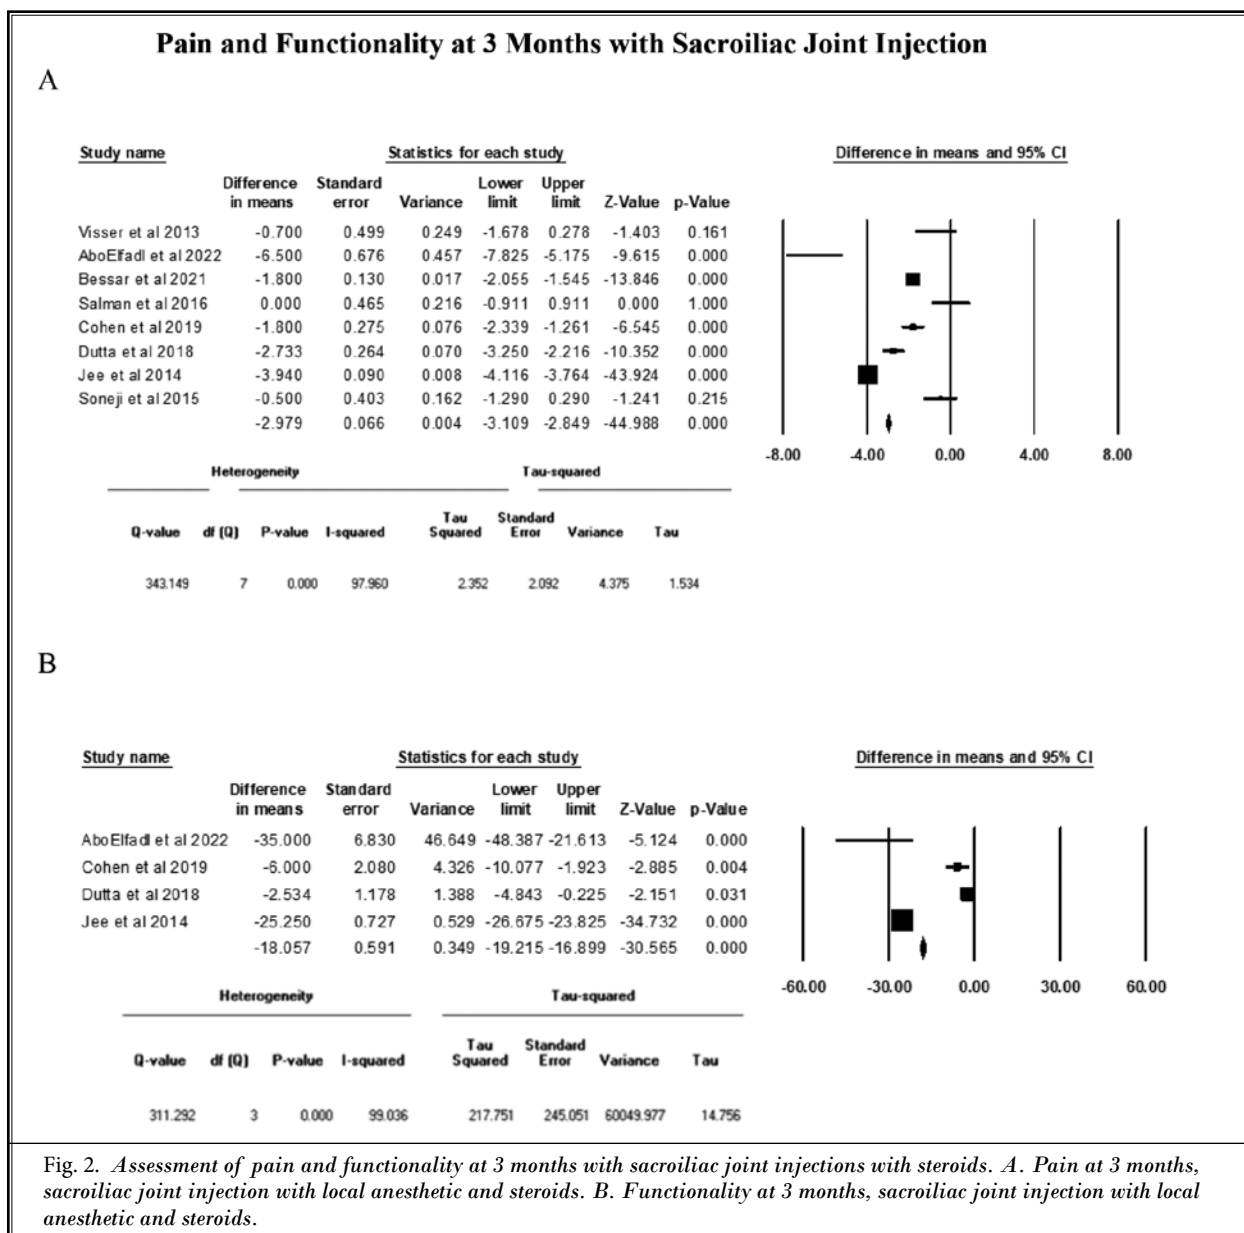 Pain and Functionality at 3 Months with Sacroiliac Joint Injection
A
Study name Statistics for each study Difference in means and 95% CI
Difference in means Standard error Variance Lower limit Upper limit Z-Value p-Value
Visser et al 2013 -0.700 0.499 0.249 -1.678 0.278 -1.403 0.161
AboElfadl et al 2022 -6.500 0.676 0.457 -7.825 -5.175 -9.615 0.000
Bessar et al 2021 -1.800 0.130 0.017 -2.055 -1.545 -13.846 0.000
Salman et al 2016 0.000 0.465 0.216 -0.911 0.911 0.000 1.000
Cohen et al 2019 -1.800 0.275 0.076 -2.339 -1.261 -6.545 0.000
Dutta et al 2018 -2.733 0.264 0.070 -3.250 -2.216 -10.352 0.000
Jee et al 2014 -3.940 0.090 0.008 -4.116 -3.764 -43.924 0.000
Soneji et al 2015 -0.500 0.403 0.162 -1.290 0.290 -1.241 0.215
-2.979 0.066 0.004 -3.109 -2.849 -44.988 0.000
-8.00 -4.00 0.00 4.00 8.00
Heterogeneity Tau-squared
Q-value df (Q) P-value I-squared Tau Squared Standard Error Variance Tau
343.149 7 0.000 97.960 2.352 2.092 4.375 1.534
B
Study name Statistics for each study Difference in means and 95% CI
Difference in means Standard error Variance Lower limit Upper limit Z-Value p-Value
AboElfadl et al 2022 -35.000 6.830 46.649 -48.387 -21.613 -5.124 0.000
Cohen et al 2019 -6.000 2.080 4.326 -10.077 -1.923 -2.885 0.004
Dutta et al 2018 -2.534 1.178 1.388 -4.843 -0.225 -2.151 0.031
Jee et al 2014 -25.250 0.727 0.529 -26.675 -23.825 -34.732 0.000
-18.057 0.591 0.349 -19.215 -16.899 -30.565 0.000
-60.00 -30.00 0.00 30.00 60.00
Heterogeneity Tau-squared
Q-value df (Q) P-value I-squared Tau Squared Standard Error Variance Tau
311.292 3 0.000 99.036 217.751 245.051 60049.977 14.756
Fig. 2. Assessment of pain and functionality at 3 months with sacroiliac joint injections with steroids. A. Pain at 3 months,
sacroiliac joint injection with local anesthetic and steroids. B. Functionality at 3 months, sacroiliac joint injection with local
anesthetic and steroids.